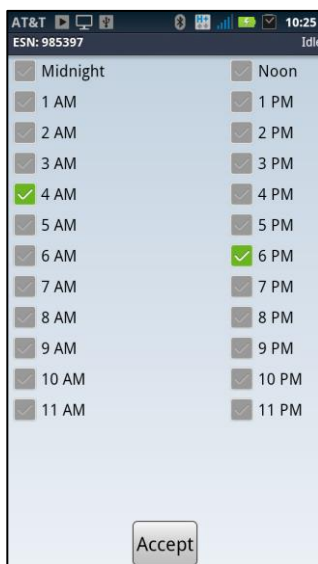 AT&T H+ 10:25
ESN: 985397 Idle
Midnight Noon
1 AM 1 PM
2 AM 2 PM
3 AM 3 PM
4 AM 4 PM
5 AM 5 PM
6 AM 6 PM
7 AM 7 PM
8 AM 8 PM
9 AM 9 PM
10 AM 10 PM
11 AM 11 PM
Accept